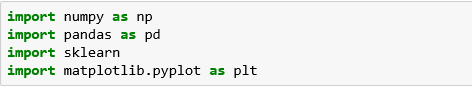 import numpy as np
import pandas as pd
import sklearn
import matplotlib.pyplot as plt